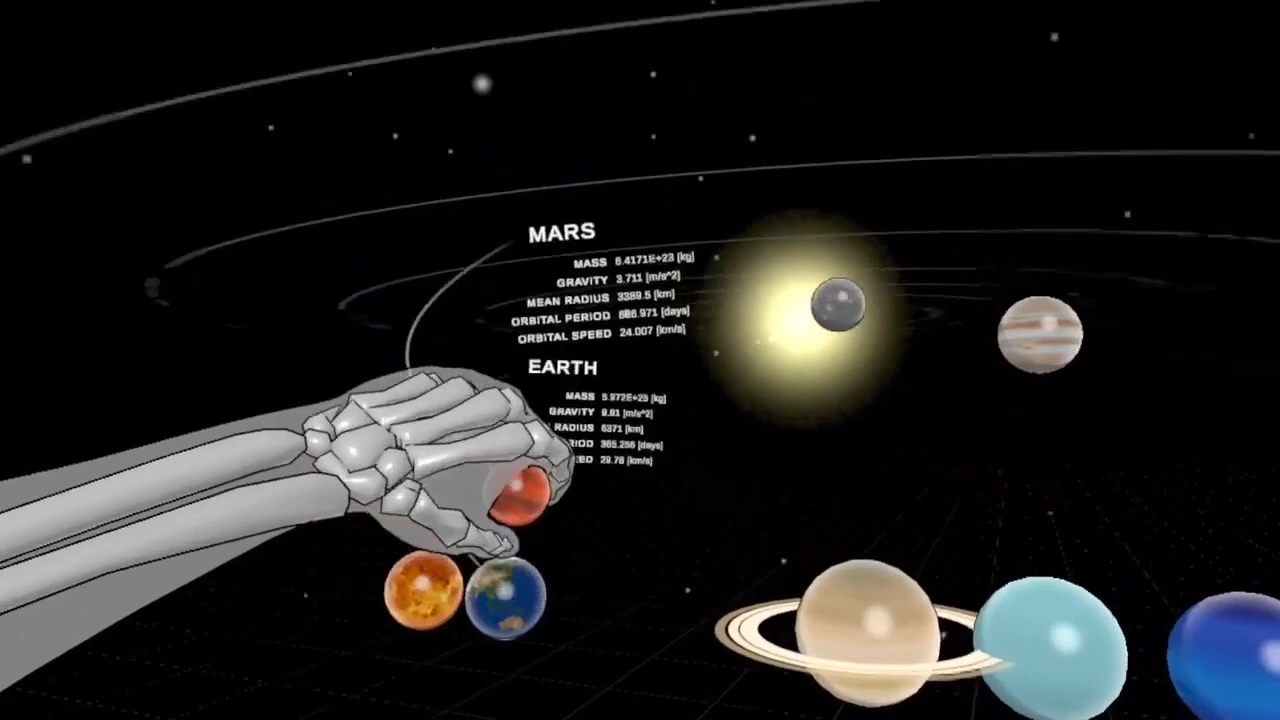 MARS
MASS 6.4171E+23 [kg]
GRAVITY 3.711 [m/s^2]
MEAN RADIUS 3389.5 [km]
ORBITAL PERIOD 686.971 [days]
ORBITAL SPEED 24.007 [km/s]
EARTH
MASS 5.972E+25 [kg]
GRAVITY 9.81 [m/s^2]
RADIUS 6371 [km]
RIOD 365.256 [days]
ED 29.78 [km/s]